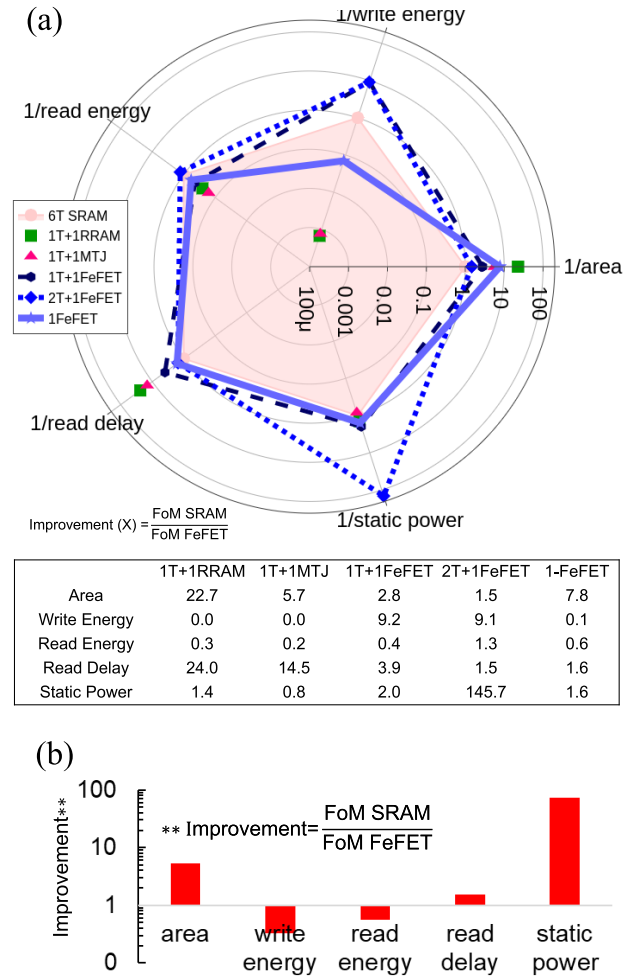 (a)
1/write energy
1/read energy
6T SRAM
1T+1RRAM
1T+1MTJ
1T+1FeFET
2T+1FeFET
1FeFET
1/area
100μ
0.001
0.01
0.1
1
10
100
1/read delay
1/static power
Improvement (X) = FoM SRAM
FoM FeFET
1T+1RRAM 1T+1MTJ 1T+1FeFET 2T+1FeFET 1-FeFET
Area 22.7 5.7 2.8 1.5 7.8
Write Energy 0.0 0.0 9.2 9.1 0.1
Read Energy 0.3 0.2 0.4 1.3 0.6
Read Delay 24.0 14.5 3.9 1.5 1.6
Static Power 1.4 0.8 2.0 145.7 1.6
(b)
Improvement**
100
10
1
0
** Improvement= FoM SRAM
FoM FeFET
area write read read static
energy energy delay power